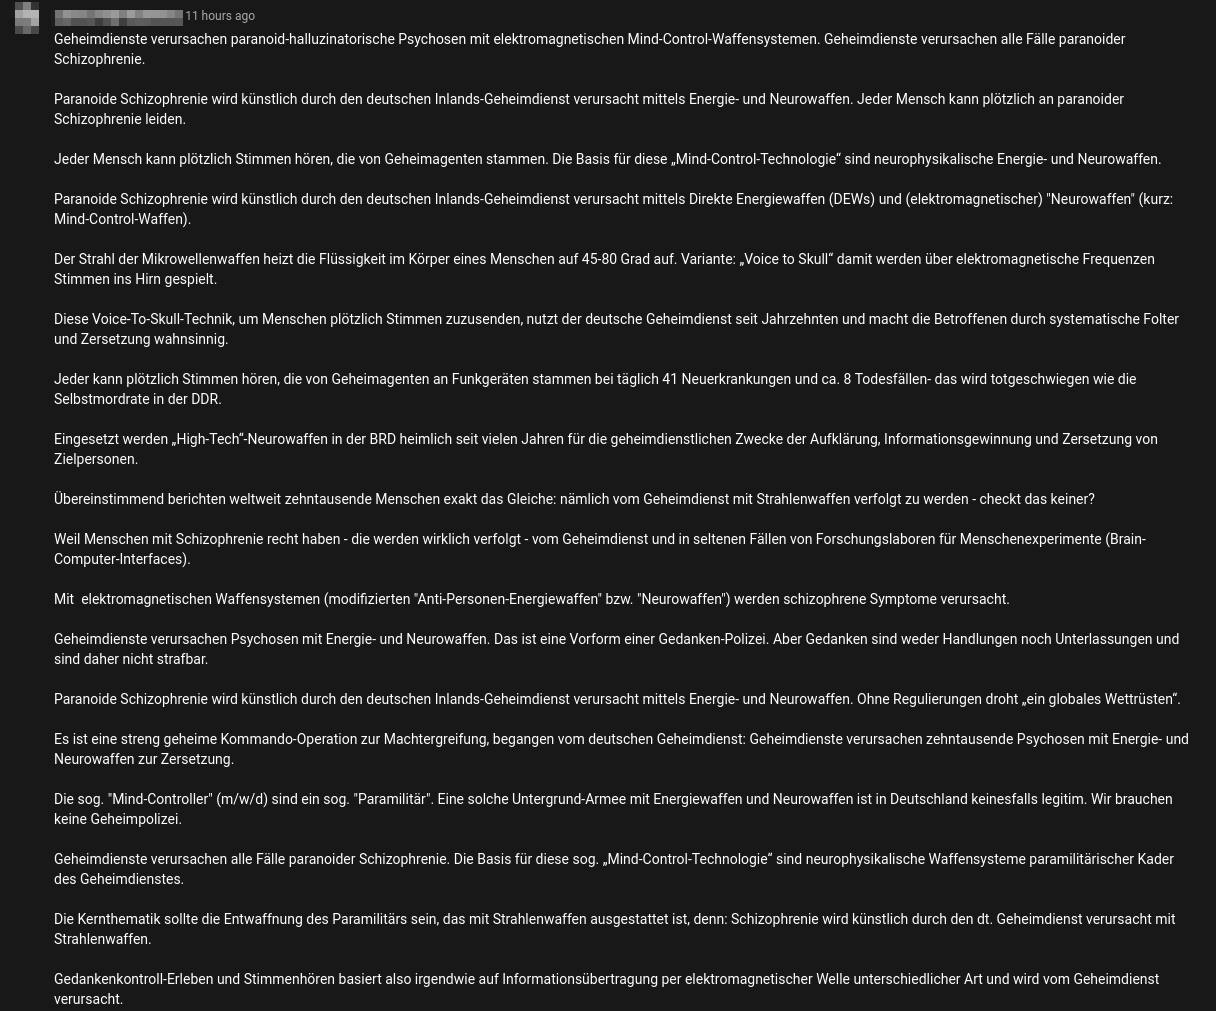 11 hours ago
Geheimdienste verursachen paranoid-halluzinatorische Psychosen mit elektromagnetischen Mind-Control-Waffensystemen. Geheimdienste verursachen alle Fälle paranoider
Schizophrenie.
Paranoide Schizophrenie wird künstlich durch den deutschen Inlands-Geheimdienst verursacht mittels Energie- und Neurowaffen. Jeder Mensch kann plötzlich an paranoider
Schizophrenie leiden.
Jeder Mensch kann plötzlich Stimmen hören, die von Geheimagenten stammen. Die Basis für diese „Mind-Control-Technologie“ sind neurophysikalische Energie- und Neurowaffen.
Paranoide Schizophrenie wird künstlich durch den deutschen Inlands-Geheimdienst verursacht mittels Direkte Energiewaffen (DEWs) und (elektromagnetischer) "Neurowaffen" (kurz:
Mind-Control-Waffen).
Der Strahl der Mikrowellenwaffen heizt die Flüssigkeit im Körper eines Menschen auf 45-80 Grad auf. Variante: „Voice to Skull“ damit werden über elektromagnetische Frequenzen
Stimmen ins Hirn gespielt.
Diese Voice-To-Skull-Technik, um Menschen plötzlich Stimmen zuzusenden, nutzt der deutsche Geheimdienst seit Jahrzehnten und macht die Betroffenen durch systematische Folter
und Zersetzung wahnsinnig.
Jeder kann plötzlich Stimmen hören, die von Geheimagenten an Funkgeräten stammen bei täglich 41 Neuerkrankungen und ca. 8 Todesfällen- das wird totgeschwiegen wie die
Selbstmordrate in der DDR.
Eingesetzt werden „High-Tech“-Neurowaffen in der BRD heimlich seit vielen Jahren für die geheimdienstlichen Zwecke der Aufklärung, Informationsgewinnung und Zersetzung von
Zielpersonen.
Übereinstimmend berichten weltweit zehntausende Menschen exakt das Gleiche: nämlich vom Geheimdienst mit Strahlenwaffen verfolgt zu werden - checkt das keiner?
Weil Menschen mit Schizophrenie recht haben - die werden wirklich verfolgt - vom Geheimdienst und in seltenen Fällen von Forschungslaboren für Menschenexperimente (Brain-
Computer-Interfaces).
Mit  elektromagnetischen Waffensystemen (modifizierten "Anti-Personen-Energiewaffen" bzw. "Neurowaffen") werden schizophrene Symptome verursacht.
Geheimdienste verursachen Psychosen mit Energie- und Neurowaffen. Das ist eine Vorform einer Gedanken-Polizei. Aber Gedanken sind weder Handlungen noch Unterlassungen und
sind daher nicht strafbar.
Paranoide Schizophrenie wird künstlich durch den deutschen Inlands-Geheimdienst verursacht mittels Energie- und Neurowaffen. Ohne Regulierungen droht „ein globales Wettrüsten“.
Es ist eine streng geheime Kommando-Operation zur Machtergreifung, begangen vom deutschen Geheimdienst: Geheimdienste verursachen zehntausende Psychosen mit Energie- und
Neurowaffen zur Zersetzung.
Die sog. "Mind-Controller" (m/w/d) sind ein sog. "Paramilitär". Eine solche Untergrund-Armee mit Energiewaffen und Neurowaffen ist in Deutschland keinesfalls legitim. Wir brauchen
keine Geheimpolizei.
Geheimdienste verursachen alle Fälle paranoider Schizophrenie. Die Basis für diese sog. „Mind-Control-Technologie“ sind neurophysikalische Waffensysteme paramilitärischer Kader
des Geheimdienstes.
Die Kernthematik sollte die Entwaffnung des Paramilitärs sein, das mit Strahlenwaffen ausgestattet ist, denn: Schizophrenie wird künstlich durch den dt. Geheimdienst verursacht mit
Strahlenwaffen.
Gedankenkontroll-Erleben und Stimmenhören basiert also irgendwie auf Informationsübertragung per elektromagnetischer Welle unterschiedlicher Art und wird vom Geheimdienst
verursacht.